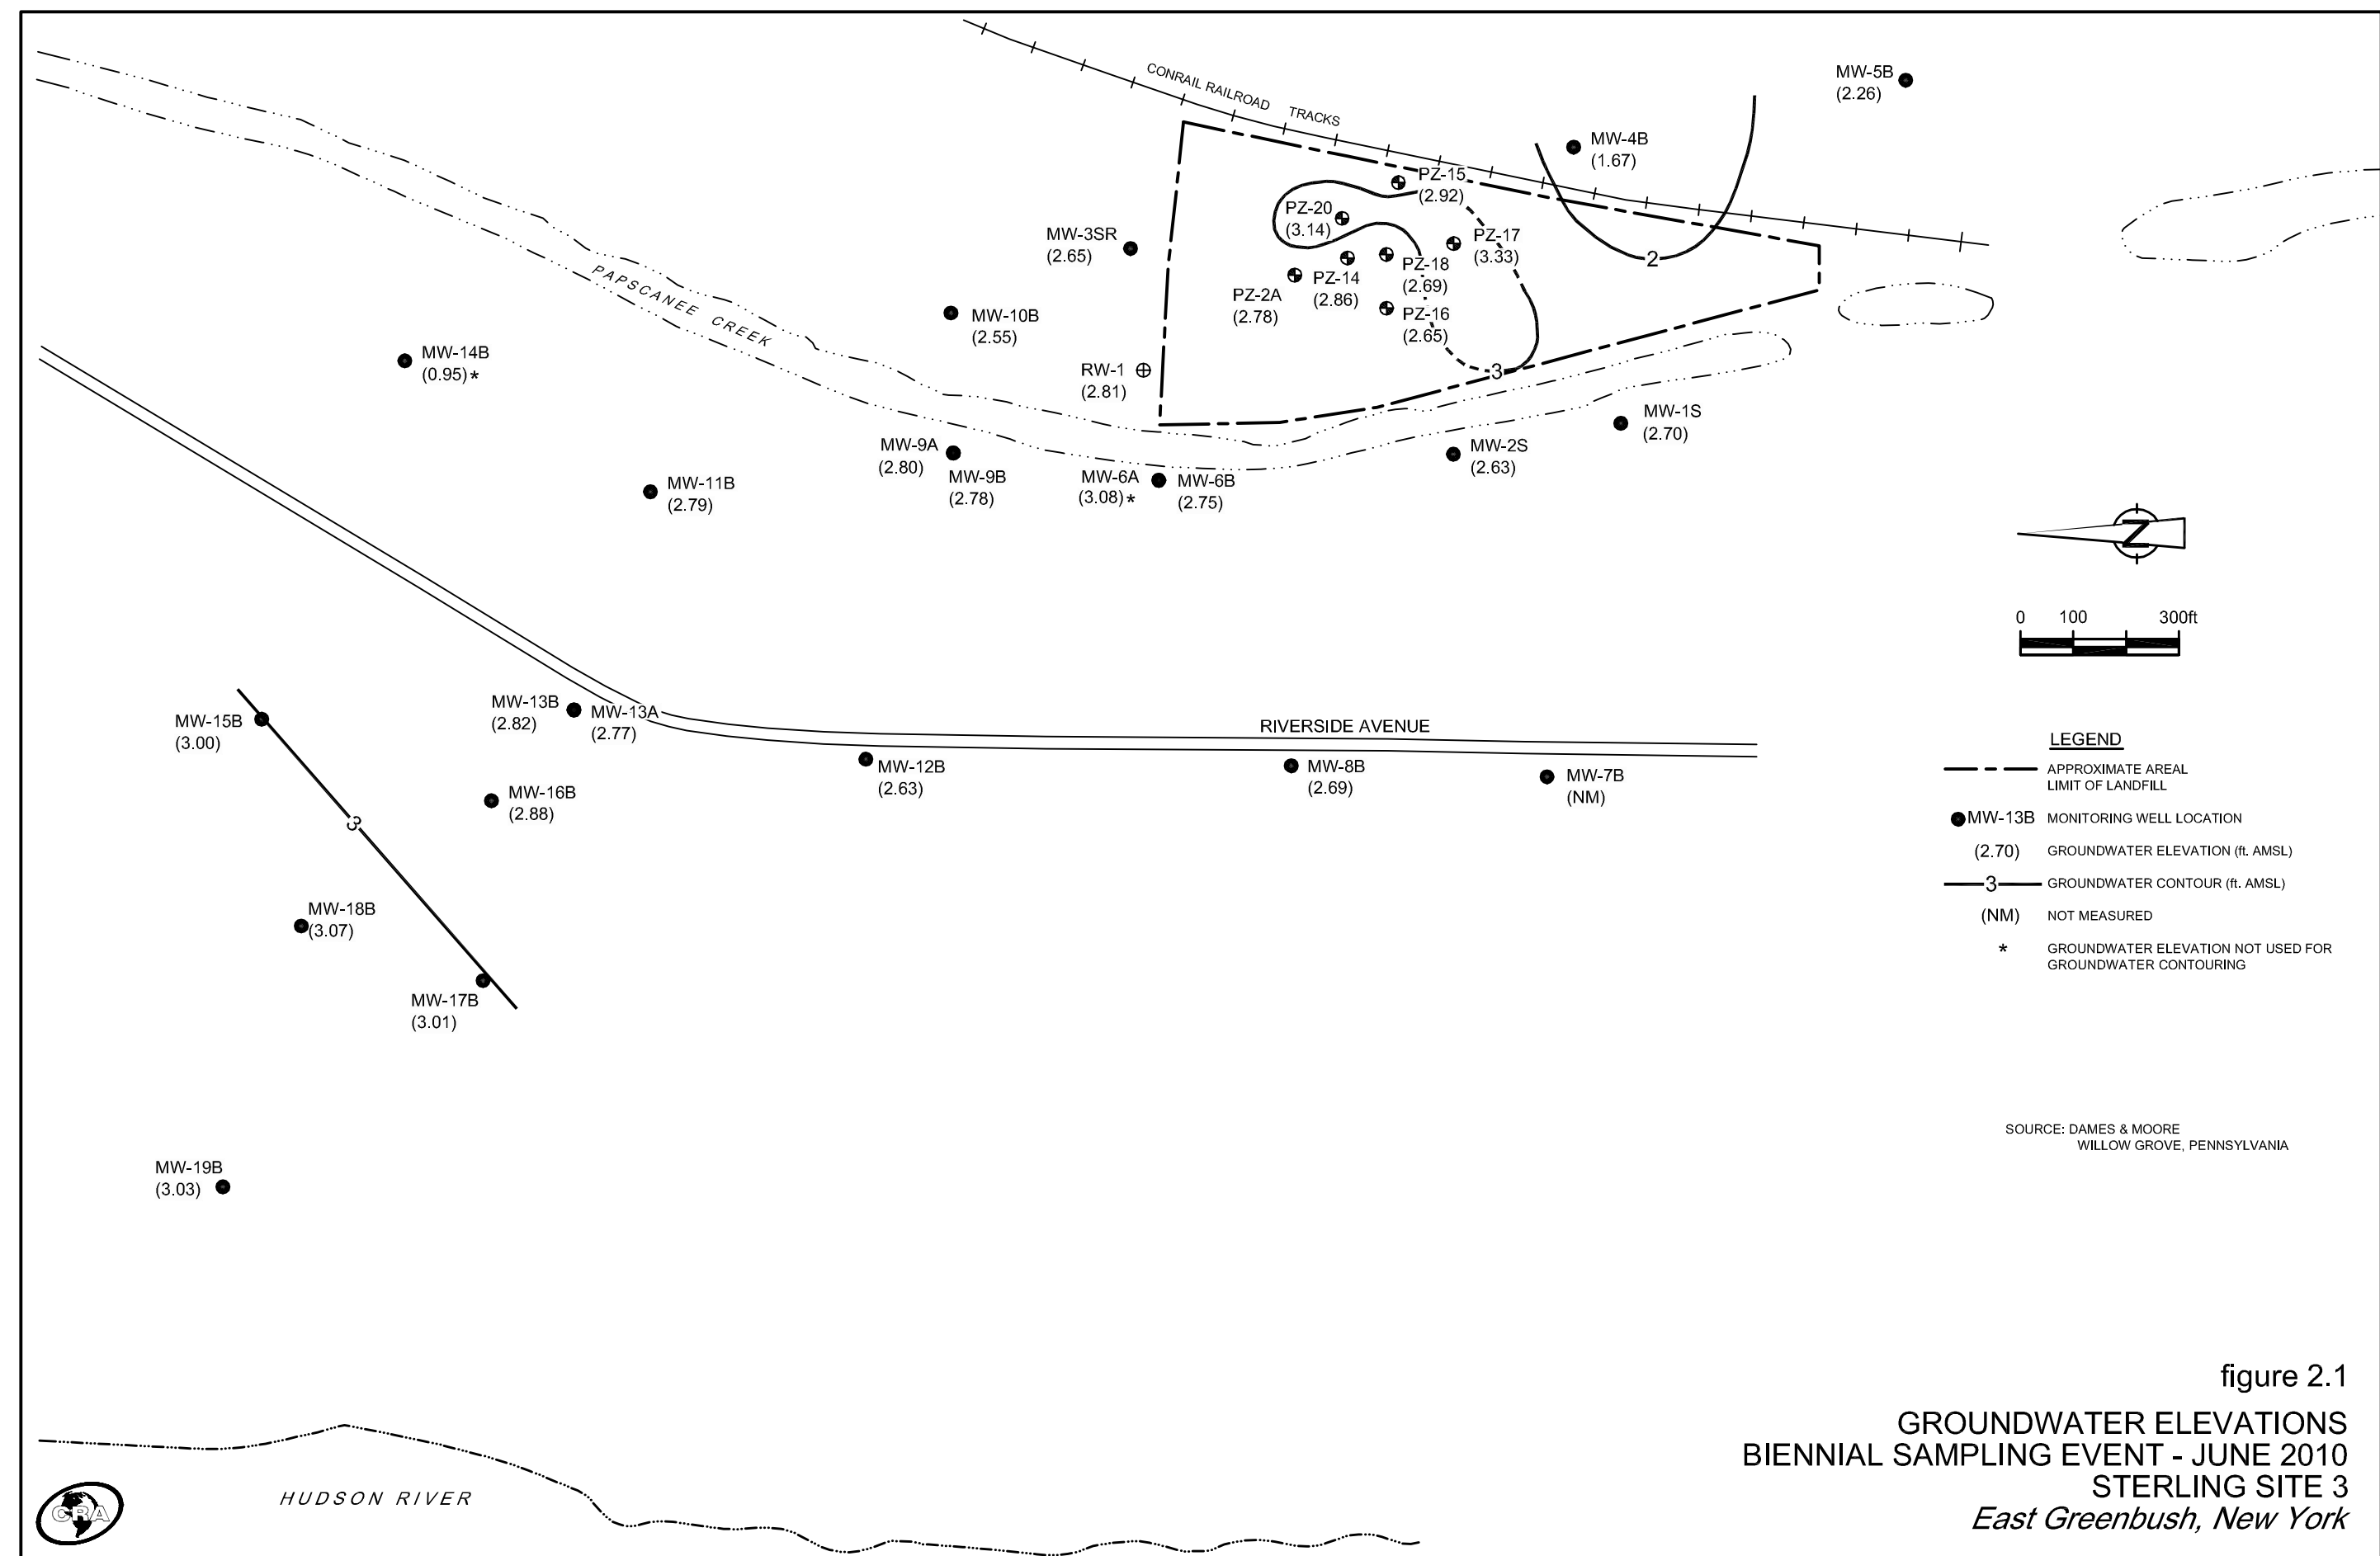 CONRAIL RAILROAD TRACKS
MW-5B
(2.26)
MW-4B
(1.67)
PZ-15
(2.92)
PZ-20
(3.14)
PZ-17
(3.33)
MW-3SR
(2.65)
2
PZ-18
(2.69)
PZ-14
(2.86)
PZ-2A
(2.78)
PZ-16
(2.65)
PAPSCANEE CREEK
MW-10B
(2.55)
MW-14B
(0.95)*
RW-1
(2.81)
3
MW-1S
(2.70)
MW-9A
(2.80)
MW-2S
(2.63)
MW-11B
(2.79)
MW-9B
(2.78)
MW-6A
(3.08)*
MW-6B
(2.75)
N
0 100 300ft
MW-15B
(3.00)
MW-13B
(2.82)
MW-13A
(2.77)
RIVERSIDE AVENUE
MW-12B
(2.63)
MW-8B
(2.69)
MW-7B
(NM)
MW-16B
(2.88)
3
MW-18B
(3.07)
MW-17B
(3.01)
MW-19B
(3.03)
LEGEND
APPROXIMATE AREAL
LIMIT OF LANDFILL
MW-13B MONITORING WELL LOCATION
(2.70) GROUNDWATER ELEVATION (ft. AMSL)
3 GROUNDWATER CONTOUR (ft. AMSL)
(NM) NOT MEASURED
* GROUNDWATER ELEVATION NOT USED FOR
GROUNDWATER CONTOURING
SOURCE: DAMES & MOORE
WILLOW GROVE, PENNSYLVANIA
HUDSON RIVER
CRA
figure 2.1
GROUNDWATER ELEVATIONS
BIENNIAL SAMPLING EVENT - JUNE 2010
STERLING SITE 3
East Greenbush, New York